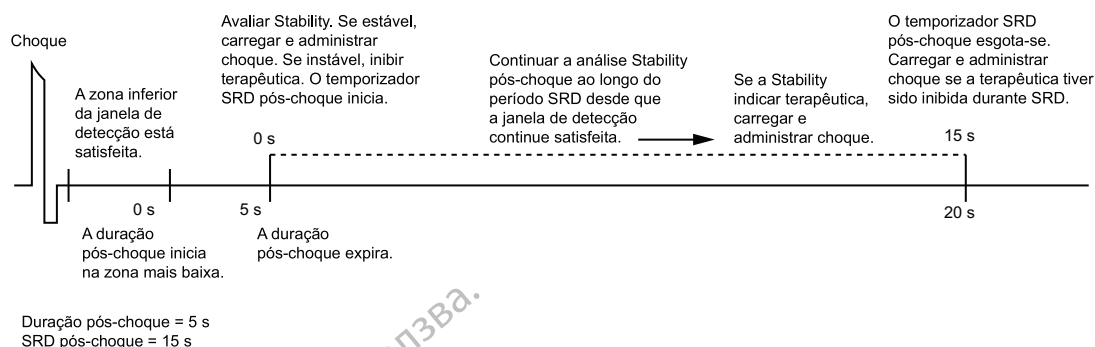 Choque
A zona inferior
da janela de
detecção está
satisfeita.
Avaliar Stability. Se estável,
carregar e administrar
choque. Se instável, inibir
terapêutica. O temporizador
SRD pós-choque inicia.
Continuar a análise Stability
pós-choque ao longo do
período SRD desde que
a janela de detecção
continue satisfeita.
Se a Stability
indicar terapêutica,
carregar e
administrar choque.
O temporizador SRD
pós-choque esgota-se.
Carregar e administrar
choque se a terapêutica tiver
sido inibida durante SRD.
0 s
15 s
0 s
5 s
20 s
A duração
pós-choque inicia
na zona mais baixa.
A duração
pós-choque expira.
Duração pós-choque = 5 s
SRD pós-choque = 15 s